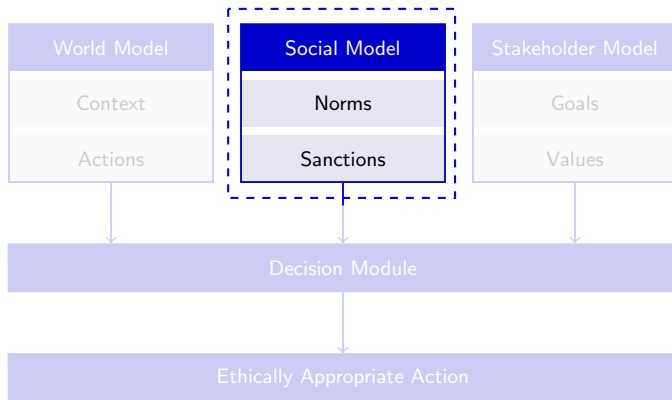 World Model
Context
Actions
Social Model
Norms
Sanctions
Stakeholder Model
Goals
Values
Decision Module
Ethically Appropriate Action